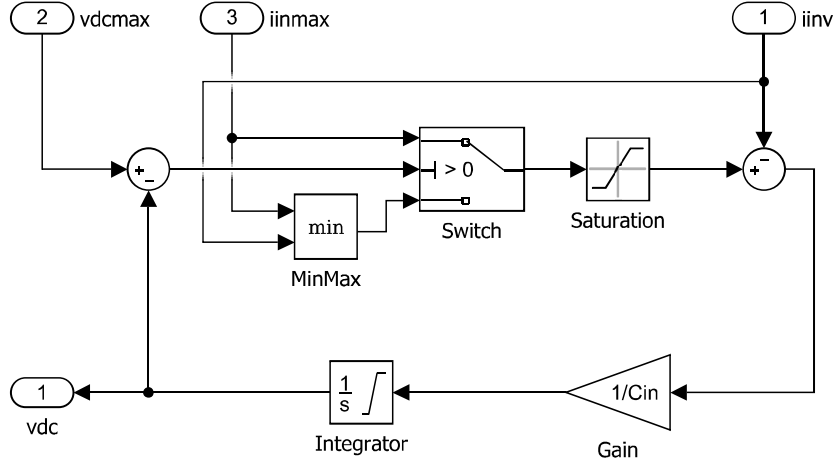 2 vdcmax
3 iinmax
1 iinv
+ −
> 0
+ −
min
Switch
Saturation
MinMax
1 vdc
1
s
1/Cin
Integrator
Gain